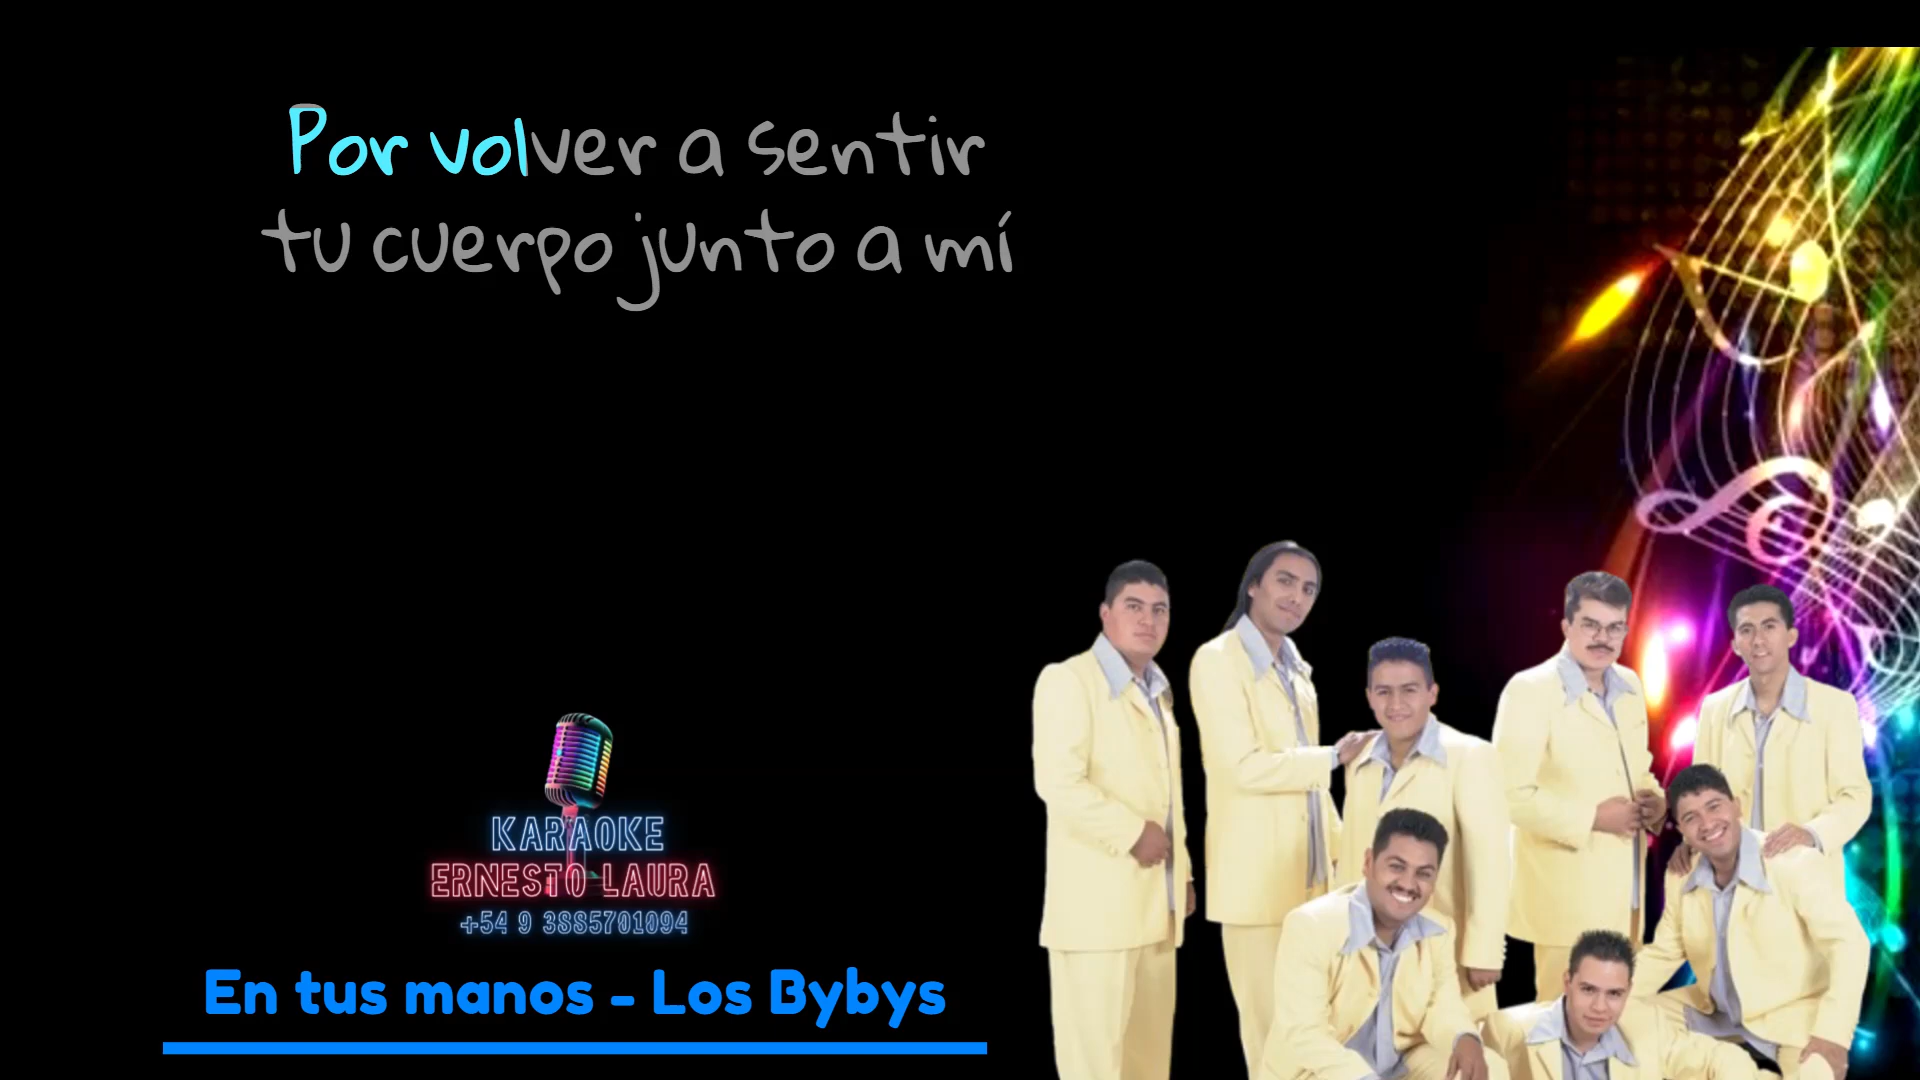 Por volver a sentir
tu cuerpo junto a mí
KARAOKE
ERNESTO LAURA
+54 9 3885701094
En tus manos - Los Bybys